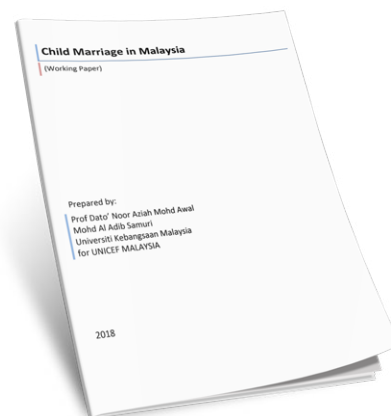 Child Marriage in Malaysia
(Working Paper)
Prepared by:
Prof Dato' Noor Aziah Mohd Awal
Mohd Al Adib Samuri
Universiti Kebangsaan Malaysia
for UNICEF MALAYSIA
2018